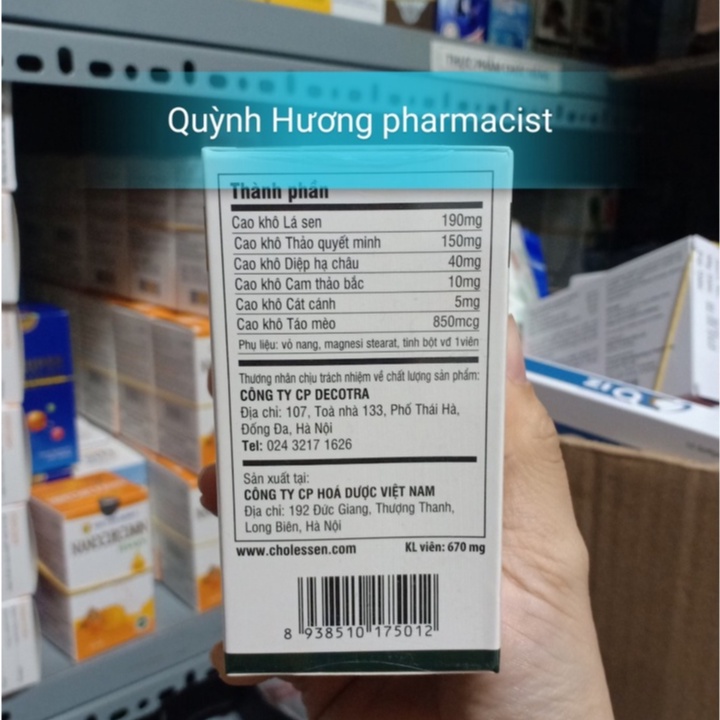 Quỳnh Hương pharmacist
Thành phần
Cao khô Lá sen 190mg
Cao khô Thảo quyết minh 150mg
Cao khô Diệp hạ châu 40mg
Cao khô Cam thảo bắc 10mg
Cao khô Cát cánh 5mg
Cao khô Táo mèo 850mcg
Phụ liệu: vỏ nang, magnesi stearat, tinh bột vđ 1viên
Thương nhân chịu trách nhiệm về chất lượng sản phẩm:
CÔNG TY CP DECOTRA
Địa chỉ: 107, Toà nhà 133, Phố Thái Hà,
Đống Đa, Hà Nội
Tel: 024 3217 1626
Sản xuất tại:
CÔNG TY CP HOÁ DƯỢC VIỆT NAM
Địa chỉ: 192 Đức Giang, Thượng Thanh,
Long Biên, Hà Nội
www.cholessen.com KL viên: 670 mg
8 938510 175012
NANOCURCUMIN